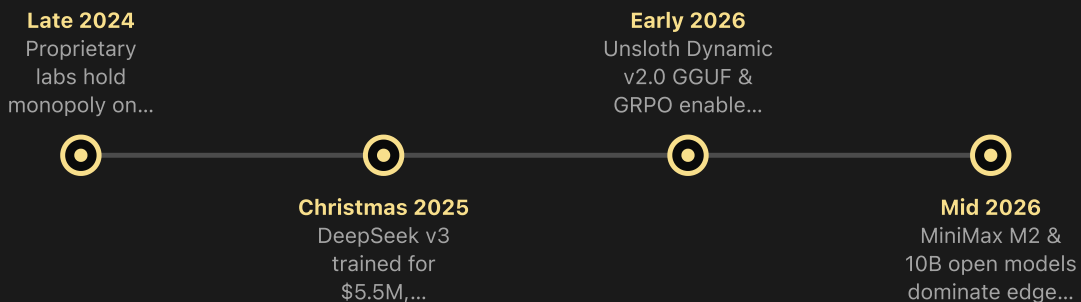 Late 2024
Proprietary
labs hold
monopoly on...
Christmas 2025
DeepSeek v3
trained for
$5.5M,...
Early 2026
Unsloth Dynamic
v2.0 GGUF &
GRPO enable...
Mid 2026
MiniMax M2 &
10B open models
dominate edge...